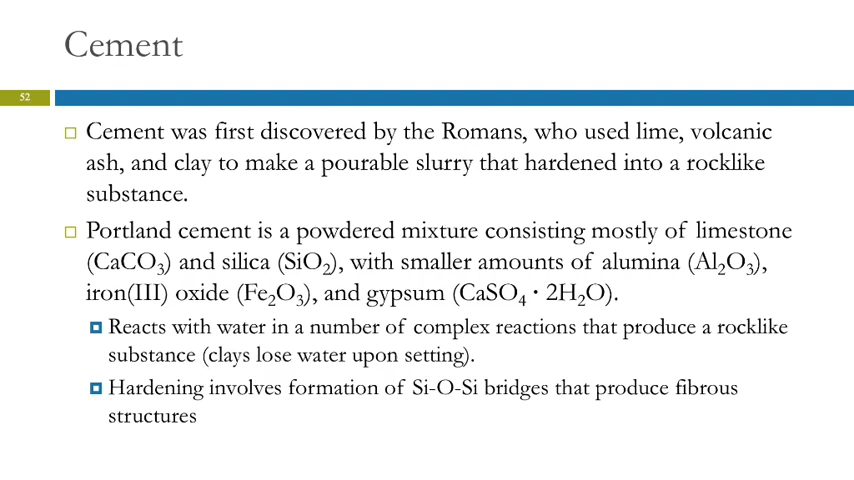 Cement
52
Cement was first discovered by the Romans, who used lime, volcanic
ash, and clay to make a pourable slurry that hardened into a rocklike
substance.
Portland cement is a powdered mixture consisting mostly of limestone
(CaCO₃) and silica (SiO₂), with smaller amounts of alumina (Al₂O₃),
iron(III) oxide (Fe₂O₃), and gypsum (CaSO₄ · 2H₂O).
Reacts with water in a number of complex reactions that produce a rocklike
substance (clays lose water upon setting).
Hardening involves formation of Si-O-Si bridges that produce fibrous
structures